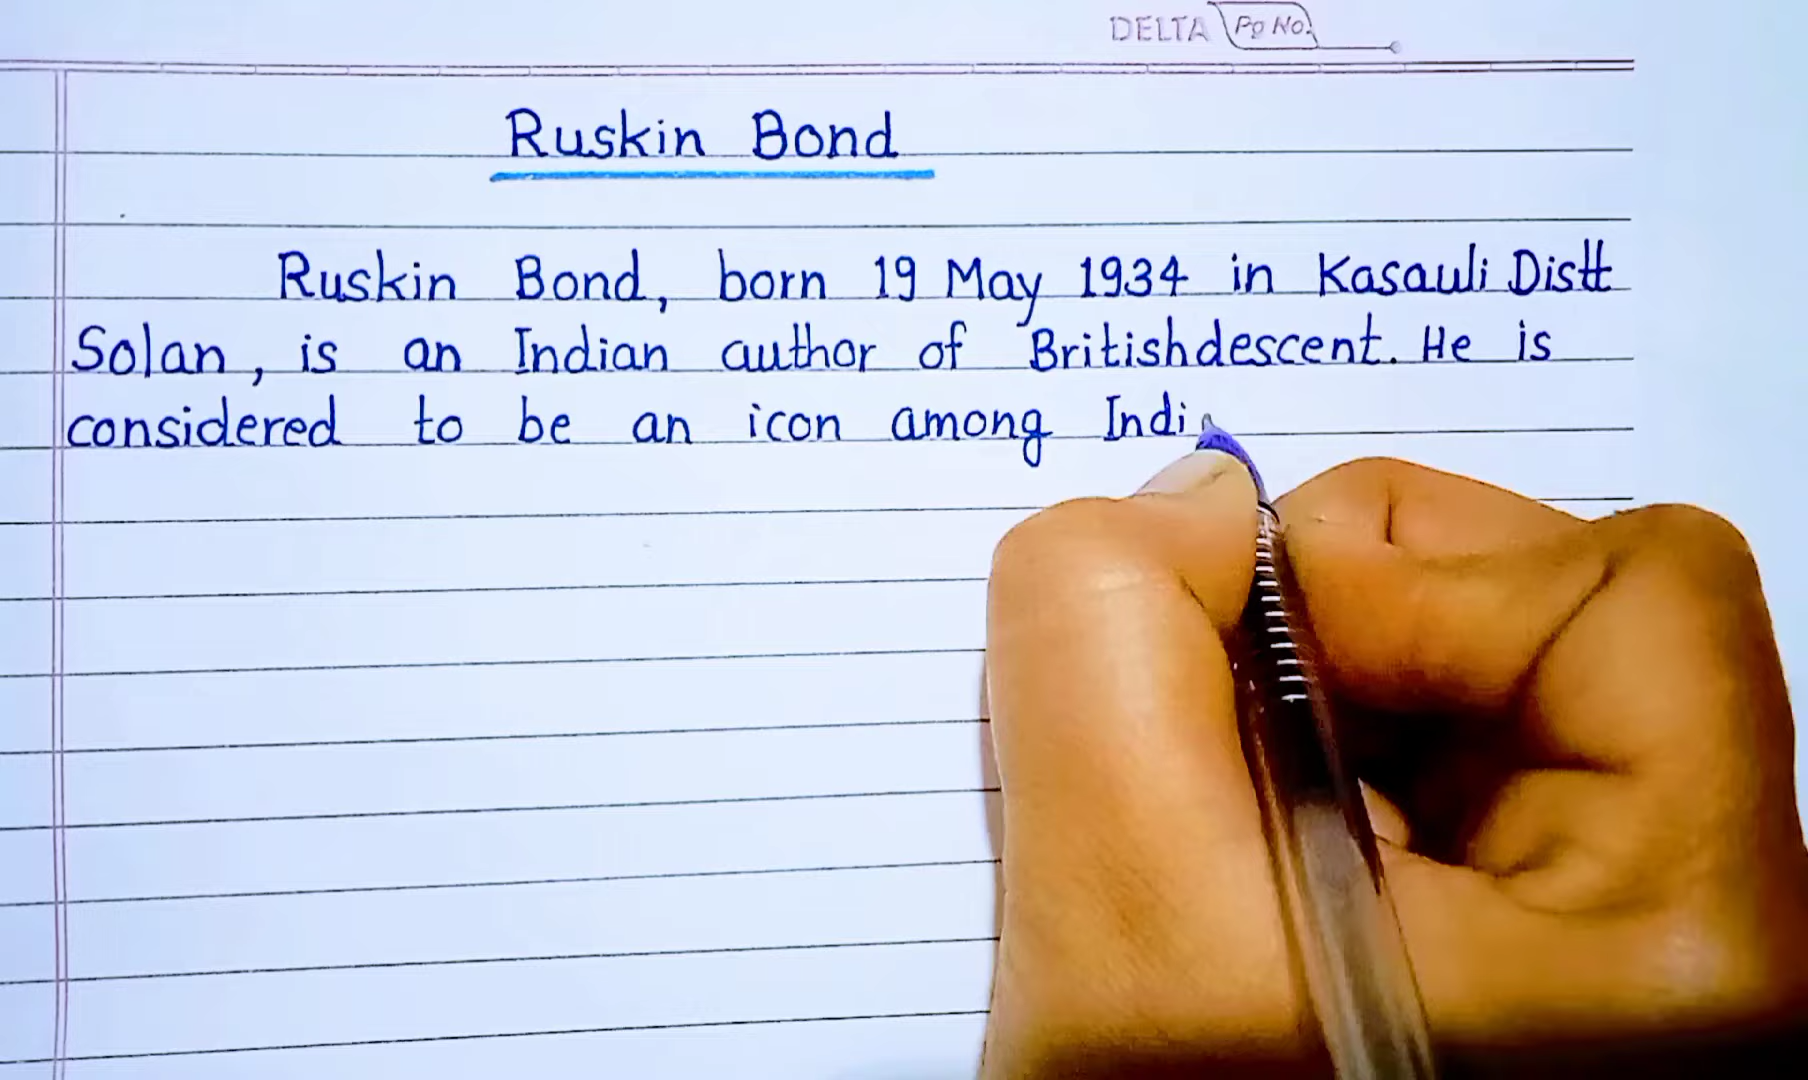 DELTA Pg No.
Ruskin Bond
Ruskin Bond, born 19 May 1934 in Kasauli Distt
Solan, is an Indian author of Britishdescent. He is
considered to be an icon among Indi